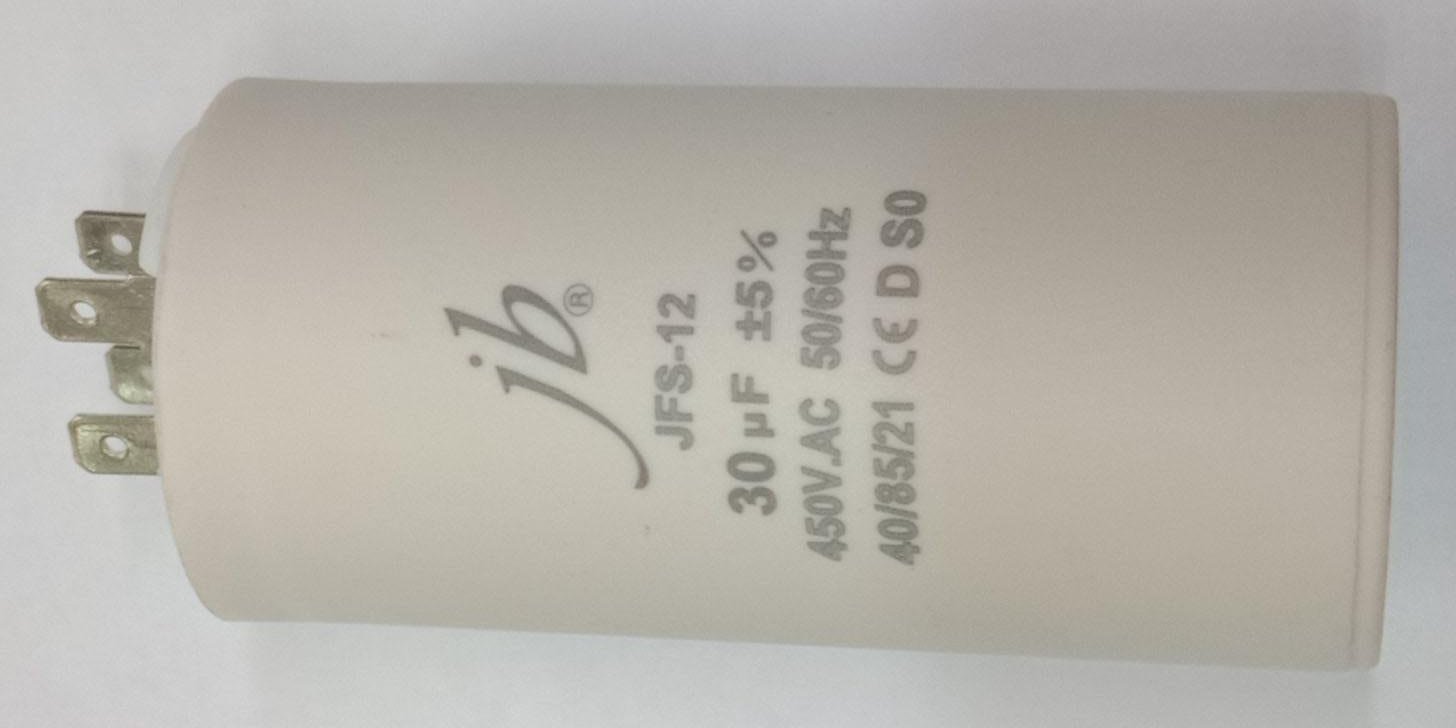 jb®
JFS-12
30 µF ±5%
450V.AC 50/60Hz
40/85/21 CE D S0